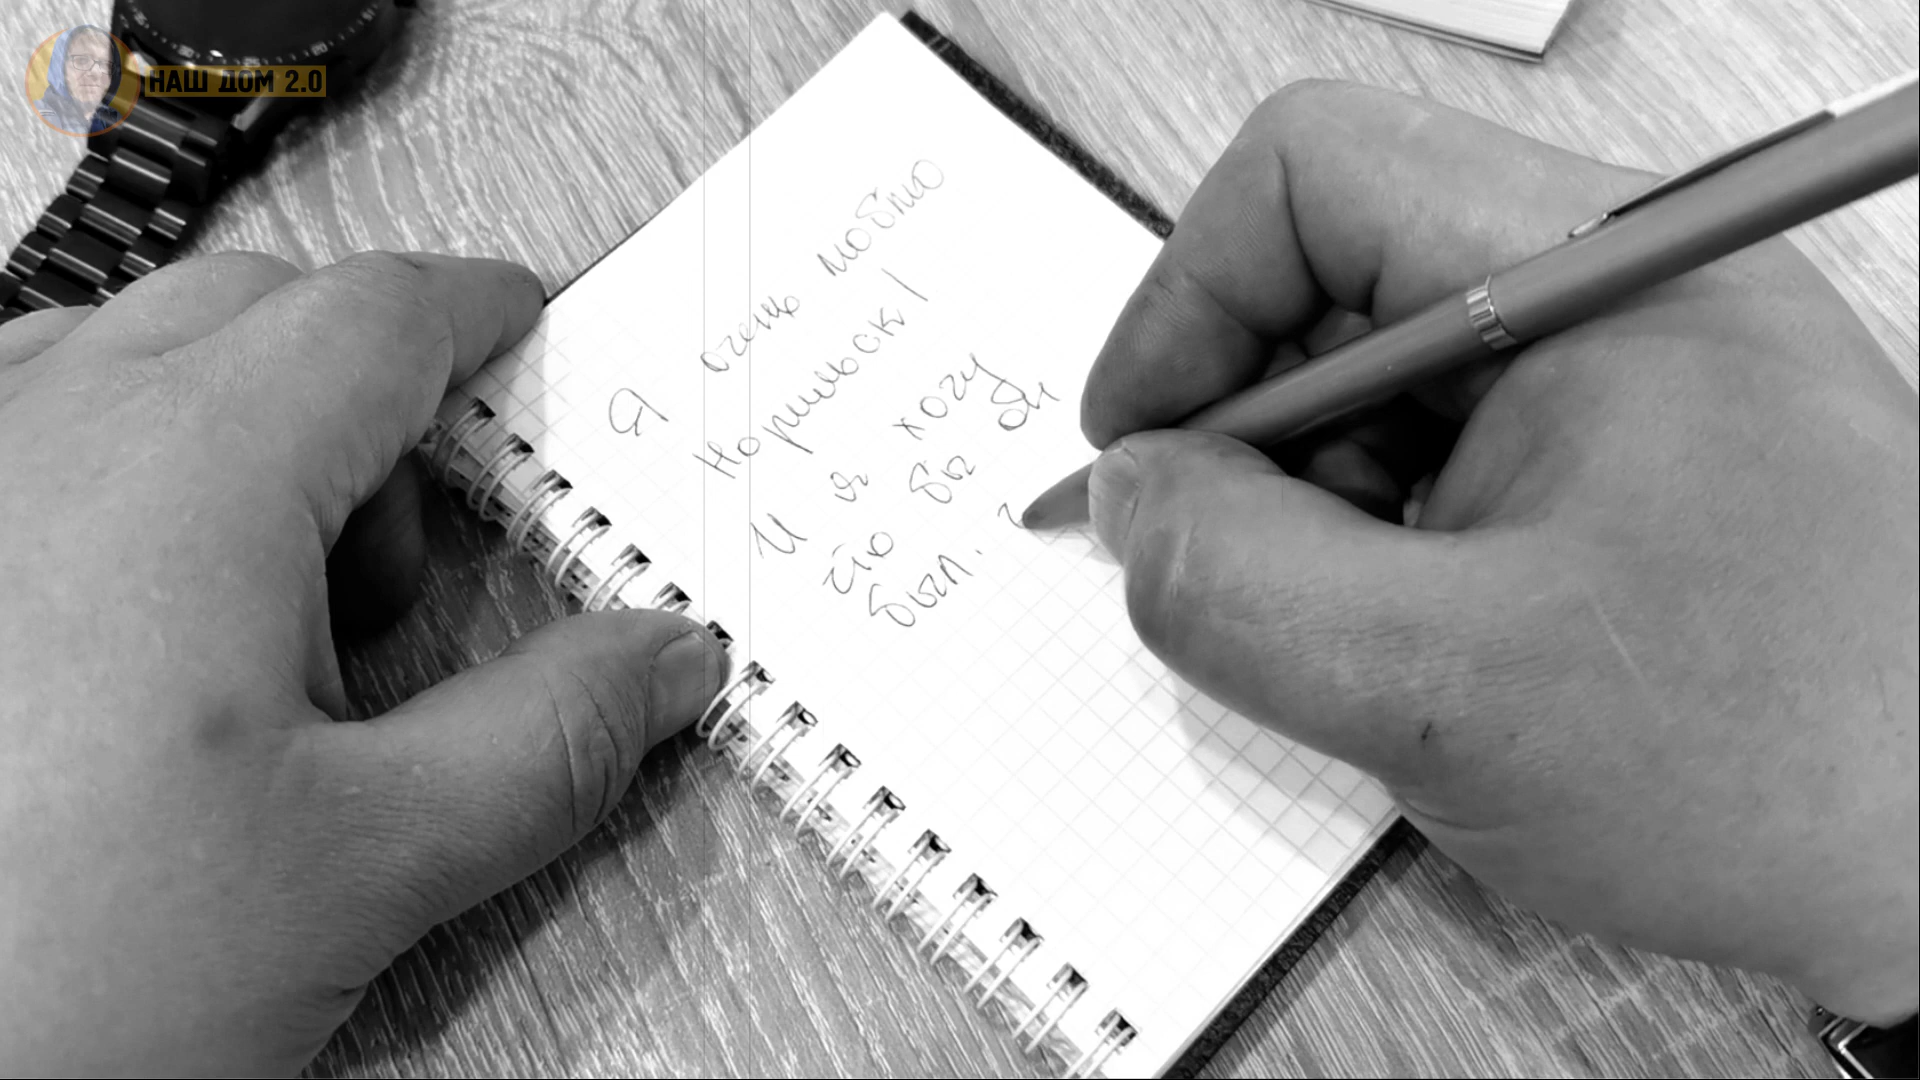 НАШ ДОМ 2.0
Я очень люблю
Норильск!
И я хочу
что бы он
был.